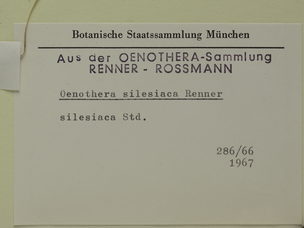 Botanische Staatssammlung München
Aus der OENOTHERA-Sammlung
RENNER - ROSSMANN
Oenothera silesiaca Renner
silesiaca Std.
286/66
1967